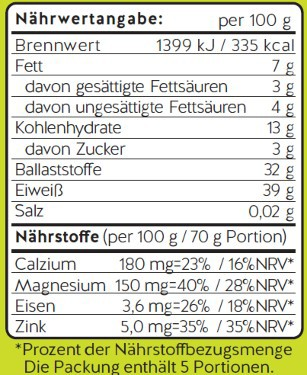 Nährwertangabe: per 100 g
Brennwert 1399 kJ / 335 kcal
Fett 7 g
davon gesättigte Fettsäuren 3 g
davon ungesättigte Fettsäuren 4 g
Kohlenhydrate 13 g
davon Zucker 3 g
Ballaststoffe 32 g
Eiweiß 39 g
Salz 0,02 g
Nährstoffe (per 100 g / 70 g Portion)
Calzium 180 mg=23% / 16%NRV*
Magnesium 150 mg=40% / 28%NRV*
Eisen 3,6 mg=26% / 18%NRV*
Zink 5,0 mg=35% / 35%NRV*
*Prozent der Nährstoffbezugsmenge
Die Packung enthält 5 Portionen.